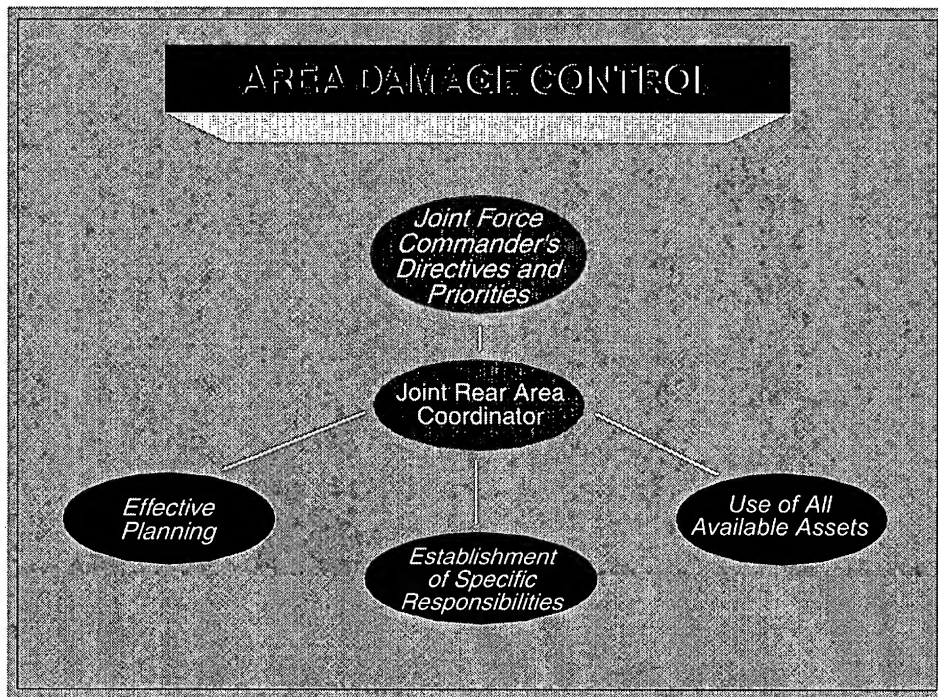 AREA DAMAGE CONTROL
Joint Force
Commander's
Directives and
Priorities
Joint Rear Area
Coordinator
Effective
Planning
Establishment
of Specific
Responsibilities
Use of All
Available Assets